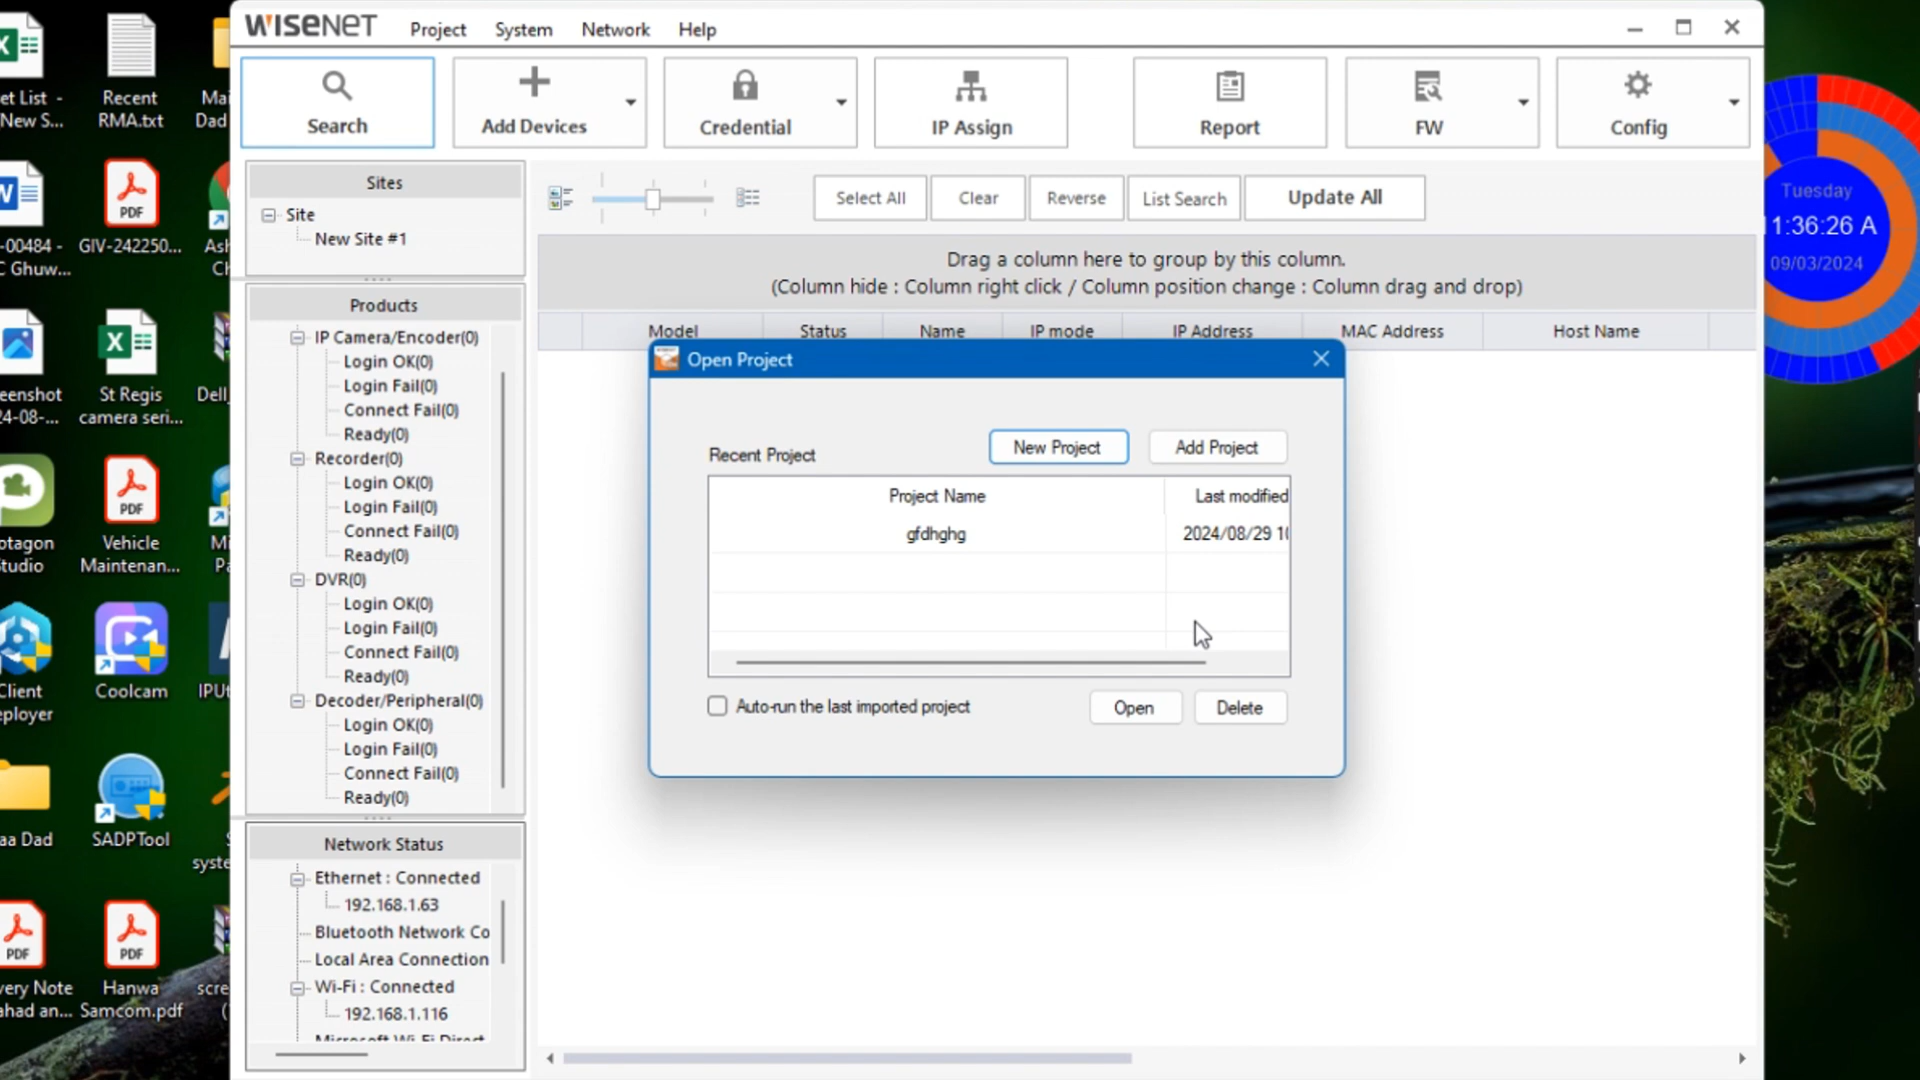 WISENET
Project
System
Network
Help
Search
Add Devices
Credential
IP Assign
Report
FW
Config
Sites
Site
New Site #1
Select All
Clear
Reverse
List Search
Update All
Drag a column here to group by this column.
(Column hide : Column right click / Column position change : Column drag and drop)
Model
Status
Name
IP mode
IP Address
MAC Address
Host Name
Products
IP Camera/Encoder(0)
Login OK(0)
Login Fail(0)
Connect Fail(0)
Ready(0)
Recorder(0)
Login OK(0)
Login Fail(0)
Connect Fail(0)
Ready(0)
DVR(0)
Login OK(0)
Login Fail(0)
Connect Fail(0)
Ready(0)
Decoder/Peripheral(0)
Login OK(0)
Login Fail(0)
Connect Fail(0)
Ready(0)
Network Status
Ethernet : Connected
192.168.1.63
Bluetooth Network Co
Local Area Connection
Wi-Fi : Connected
192.168.1.116
Microsoft Wi-Fi Direct
Open Project
Recent Project
New Project
Add Project
Project Name
Last modified
gfdhghg
2024/08/29 10
Auto-run the last imported project
Open
Delete
Tuesday
1:36:26 A
09/03/2024
et List -
New S...
Recent
RMA.txt
Mai
Dad
-00484 -
C Ghuw...
PDF
GIV-242250...
Ash
Ch
eenshot
24-08-...
St Regis
camera seri...
Dell
otagon
Studio
PDF
Vehicle
Maintenan...
Mi
Pa
Client
eployer
Coolcam
IPUt
aa Dad
SADPTool
S
syste
PDF
very Note
ahad an...
PDF
Hanwa
Samcom.pdf
scre
(